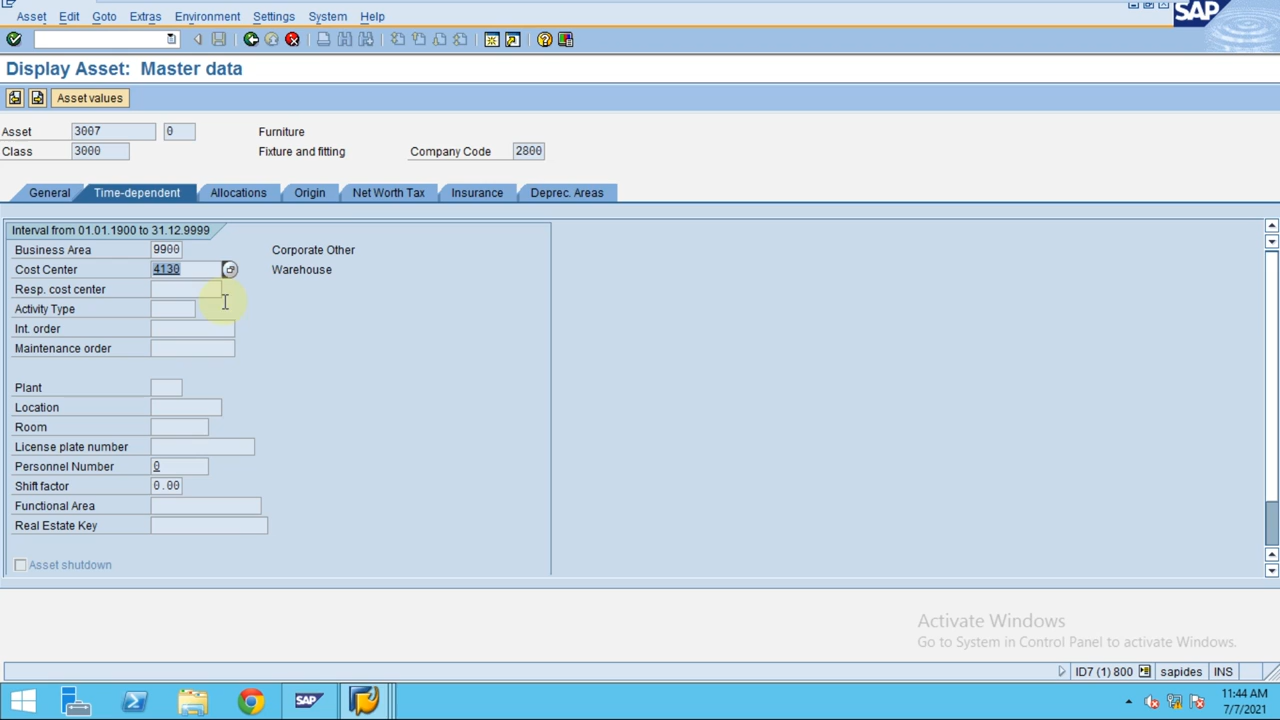 Asset Edit Goto Extras Environment Settings System Help
SAP
Display Asset: Master data
Asset values
Asset 3007 0 Furniture
Class 3000 Fixture and fitting Company Code 2800
General Time-dependent Allocations Origin Net Worth Tax Insurance Deprec. Areas
Interval from 01.01.1900 to 31.12.9999
Business Area 9900 Corporate Other
Cost Center 4130 Warehouse
Resp. cost center
Activity Type
Int. order
Maintenance order
Plant
Location
Room
License plate number
Personnel Number 0
Shift factor 0.00
Functional Area
Real Estate Key
Asset shutdown
Activate Windows
Go to System in Control Panel to activate Windows.
ID7 (1) 800 sapides INS
SAP
11:44 AM
7/7/2021